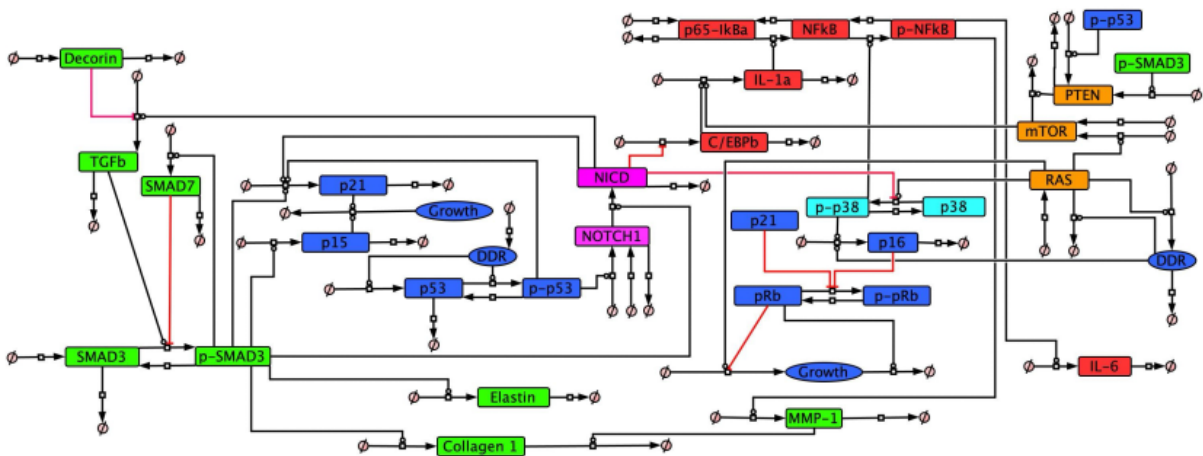 p65-IkBa NFkB p-NFkB p-p53
Decorin
p-SMAD3
IL-1a
PTEN
mTOR
C/EBPb
TGFb
SMAD7
p21 NICD RAS
Growth
p-p38 p38
p21
NOTCH1
p15 p16
DDR DDR
p53 p-p53
pRb p-pRb
SMAD3 p-SMAD3
Growth IL-6
Elastin
MMP-1
Collagen 1